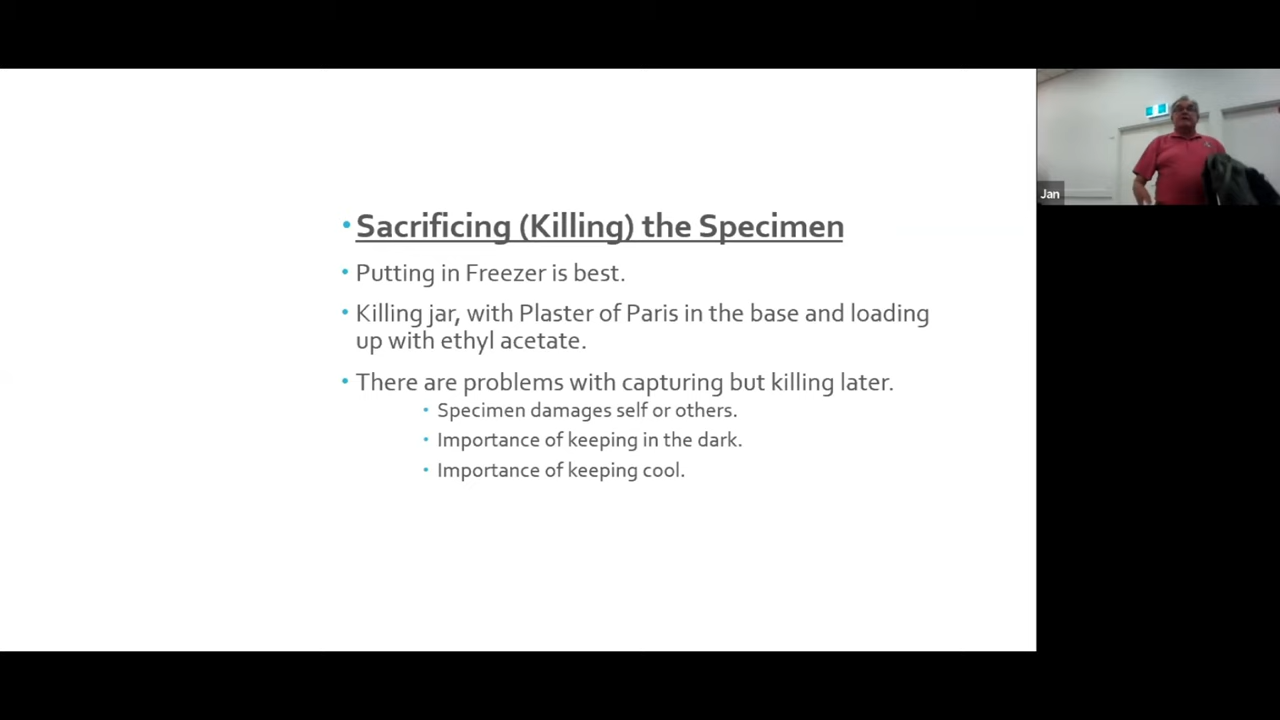 • Sacrificing (Killing) the Specimen
• Putting in Freezer is best.
• Killing jar, with Plaster of Paris in the base and loading
up with ethyl acetate.
• There are problems with capturing but killing later.
• Specimen damages self or others.
• Importance of keeping in the dark.
• Importance of keeping cool.
Jan